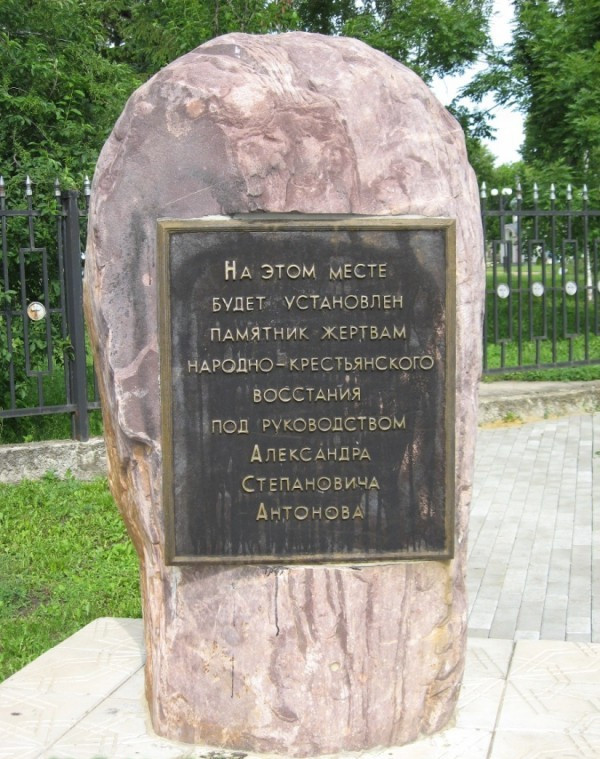 На этом месте
будет установлен
памятник жертвам
народно-крестьянского
восстания
под руководством
Александра
Степановича
Антонова